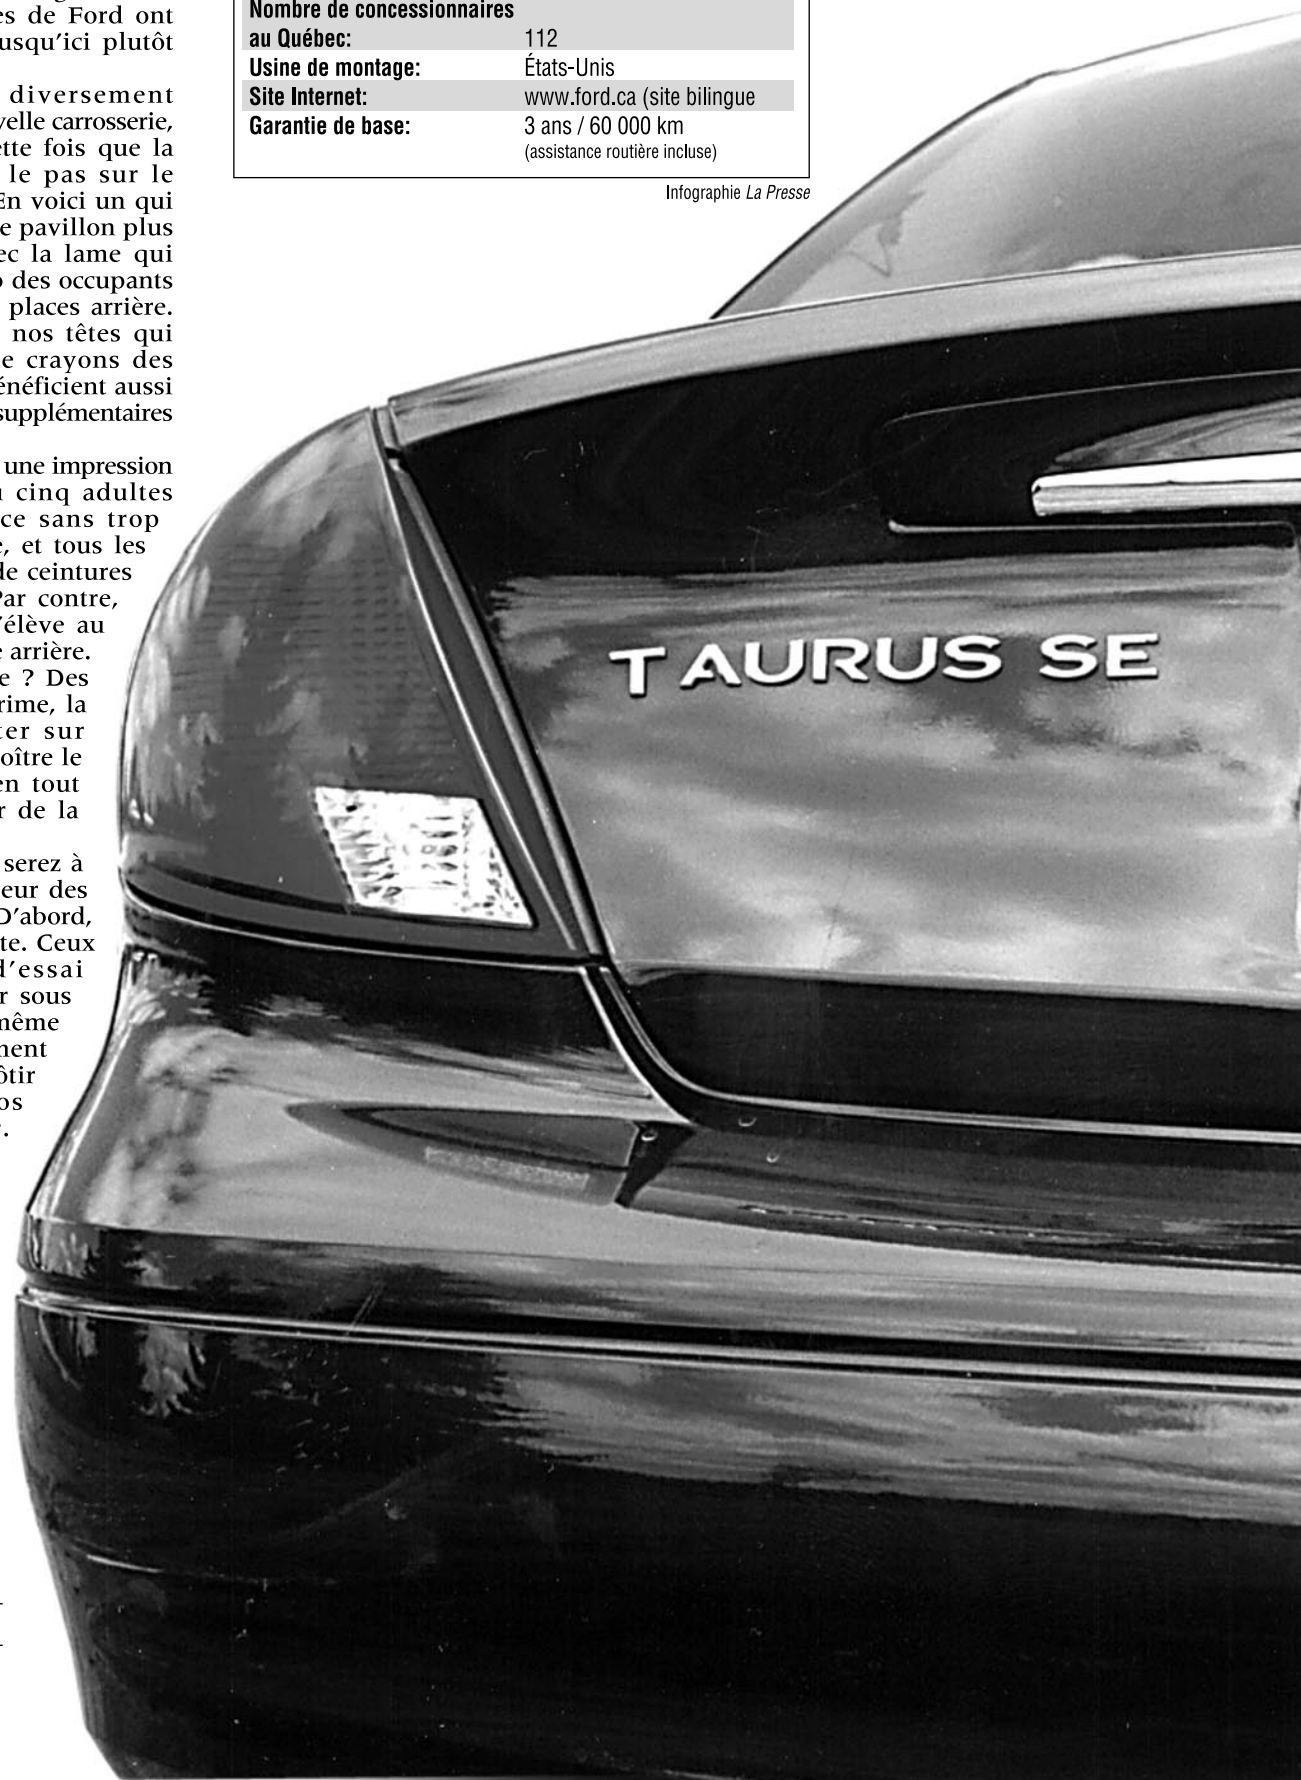 es de Ford ont
usqu'ici plutôt
diversement
velle carrosserie,
ette fois que la
le pas sur le
En voici un qui
e pavillon plus
ec la lame qui
o des occupants
places arrière.
nos têtes qui
e crayons des
énéficient aussi
supplémentaires
une impression
u cinq adultes
ce sans trop
e, et tous les
de ceintures
Par contre,
'élève au
e arrière.
e ? Des
rime, la
ter sur
oître le
en tout
r de la
serez à
eur des
D'abord,
te. Ceux
d'essai
r sous
même
ment
ôtir
os
.
Nombre de concessionnaires
au Québec: 112
Usine de montage: États-Unis
Site Internet: www.ford.ca (site bilingue
Garantie de base: 3 ans / 60 000 km
(assistance routière incluse)
Infographie La Presse
TAURUS SE